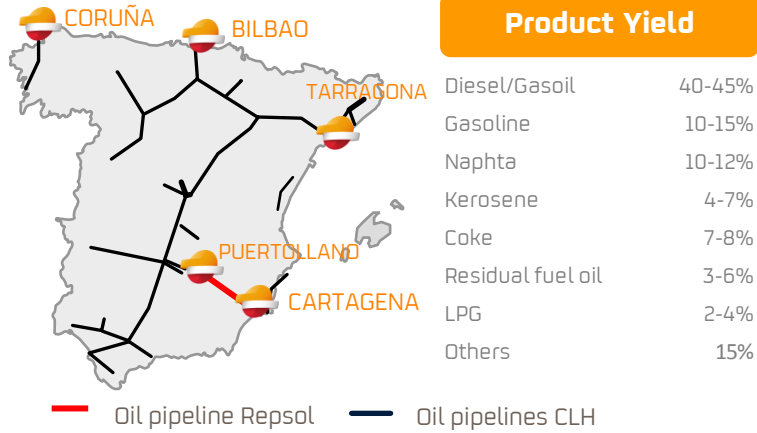 CORUÑA
BILBAO
TARRAGONA
PUERTOLLANO
CARTAGENA
Oil pipeline Repsol
Oil pipelines CLH
Product Yield
Diesel/Gasoil 40-45%
Gasoline 10-15%
Naphta 10-12%
Kerosene 4-7%
Coke 7-8%
Residual fuel oil 3-6%
LPG 2-4%
Others 15%